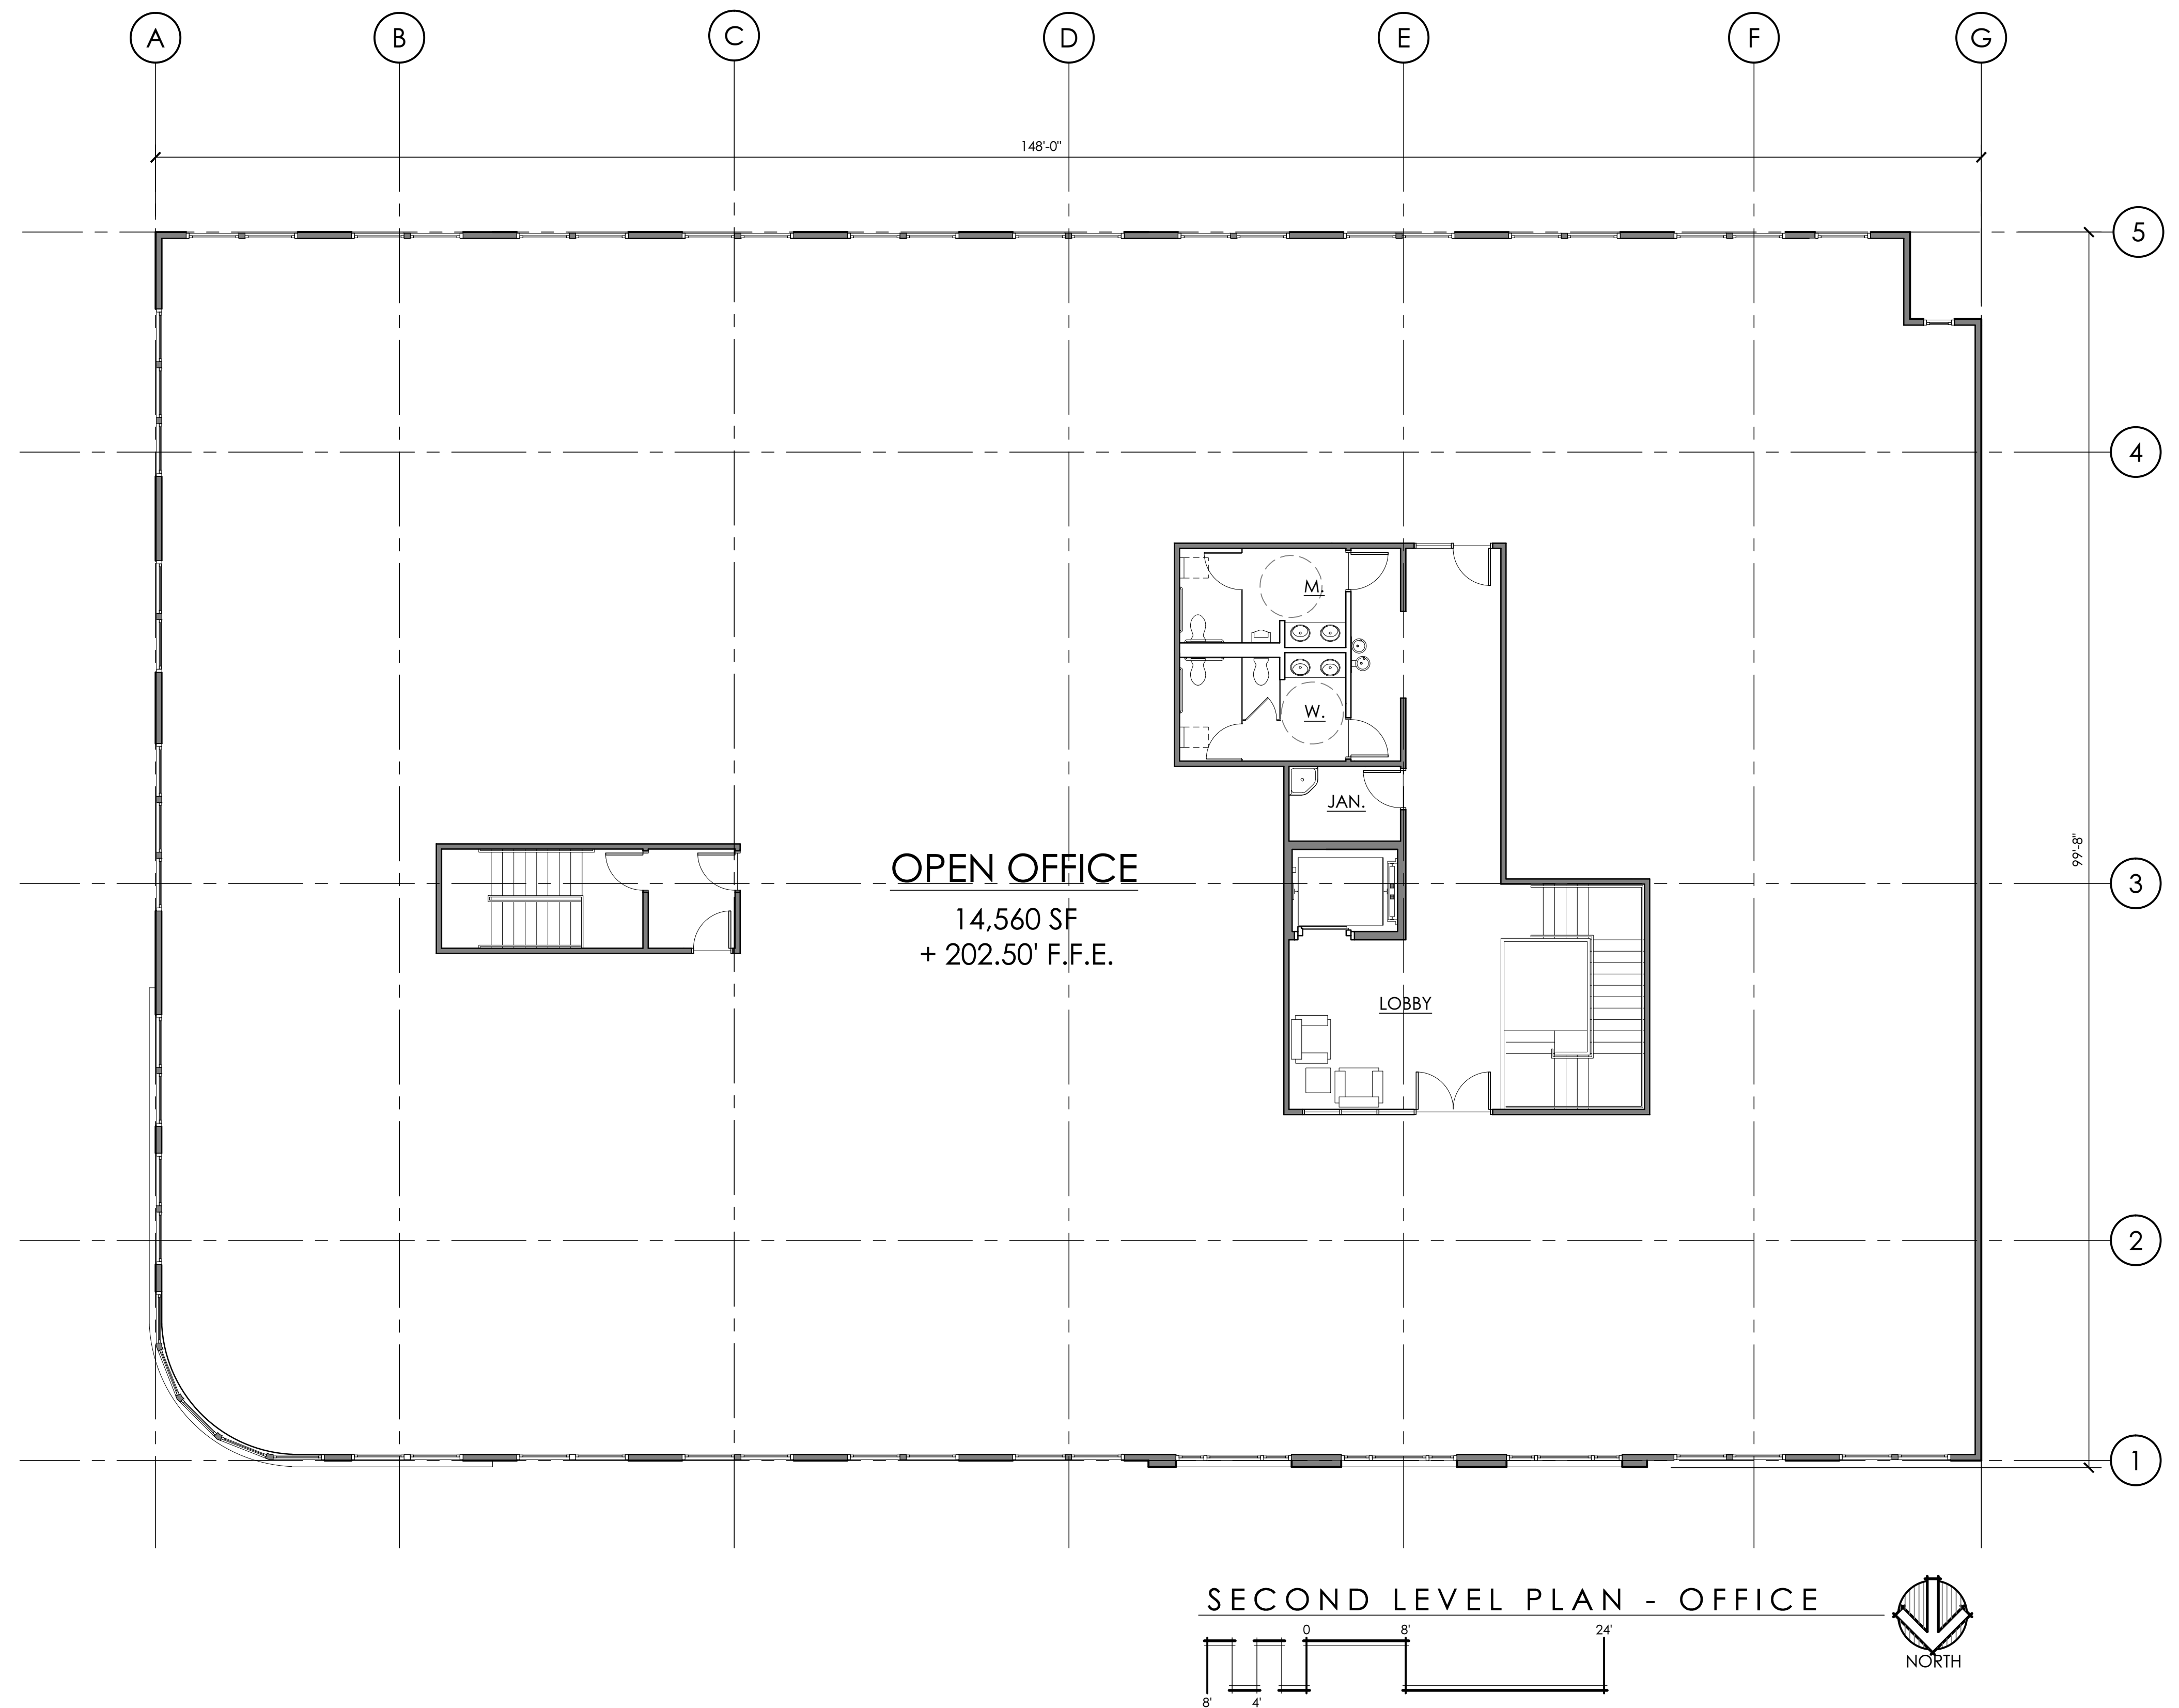 A B C D E F G
148'-0"
5
4
M.
W.
JAN.
99'-8"
OPEN OFFICE
3
14,560 SF
+ 202.50' F.F.E.
LOBBY
2
1
SECOND LEVEL PLAN - OFFICE
0 8' 24'
NORTH
8' 4'